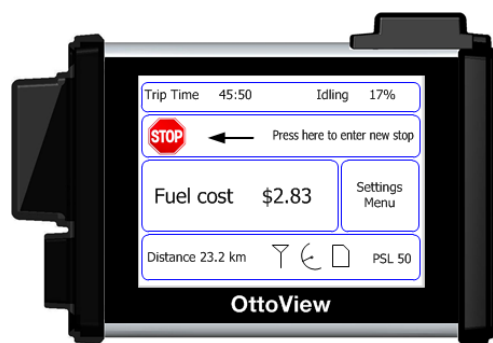 Trip Time 45:50 Idling 17%
STOP Press here to enter new stop
Fuel cost $2.83
Settings
Menu
Distance 23.2 km PSL 50
OttoView